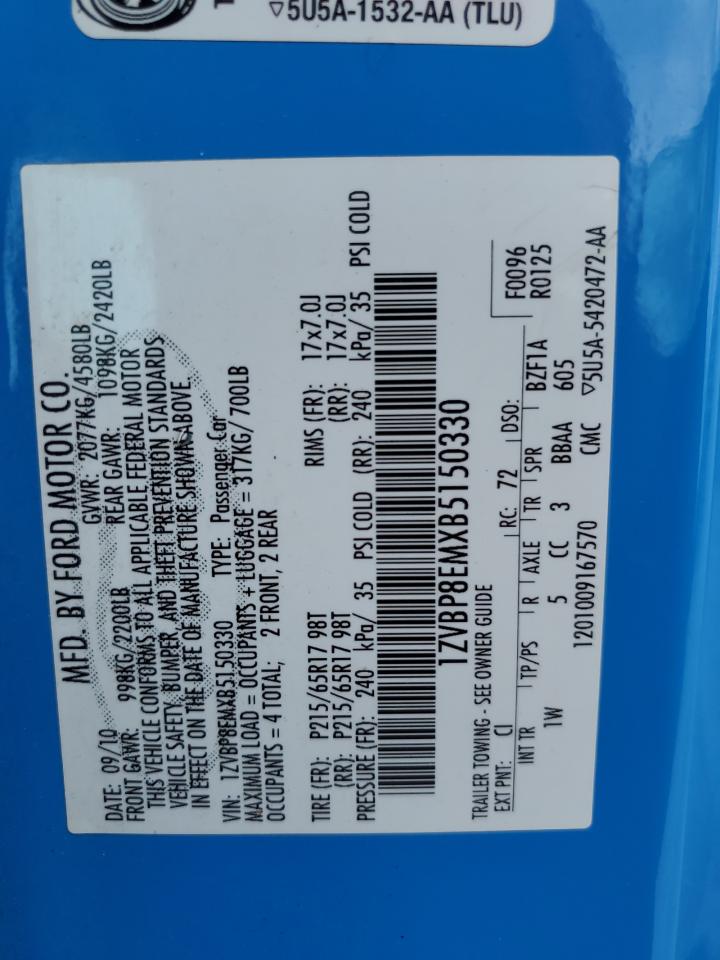 ▽5U5A-1532-AA (TLU)
MFD. BY FORD MOTOR CO.
DATE: 09/10 GVWR: 2077KG/4580LB
FRONT GAWR: 998KG/2200LB REAR GAWR: 1098KG/2420LB
THIS VEHICLE CONFORMS TO ALL APPLICABLE FEDERAL MOTOR
VEHICLE SAFETY, BUMPER, AND THEFT PREVENTION STANDARDS
IN EFFECT ON THE DATE OF MANUFACTURE SHOWN ABOVE.
VIN: 1ZVBP8EMXB5150330 TYPE: Passenger Car
MAXIMUM LOAD = OCCUPANTS + LUGGAGE = 317KG/700LB
OCCUPANTS = 4 TOTAL; 2 FRONT, 2 REAR
TIRE (FR): P215/65R17 98T RIMS (FR): 17x7.0J
(RR): P215/65R17 98T (RR): 17x7.0J
PRESSURE (FR): 240 kPa/ 35 PSI COLD (RR): 240 kPa/ 35 PSI COLD
1ZVBP8EMXB5150330
TRAILER TOWING - SEE OWNER GUIDE F0096
EXT PNT: CI RC: 72 DSO: R0125
INT TR TP/PS R AXLE TR SPR BZF1A
1W 5 CC 3 BBAA 605
1201009167570 CMC ▽5U5A-5420472-AA